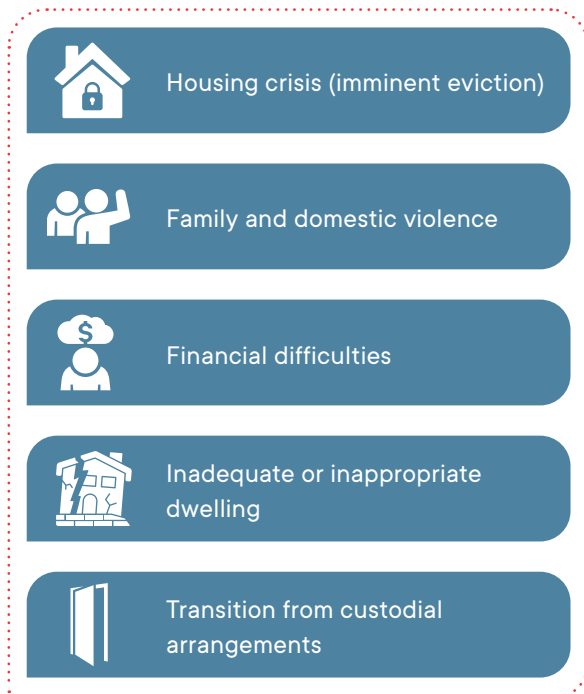 Housing crisis (imminent eviction)
Family and domestic violence
$
Financial difficulties
Inadequate or inappropriate
dwelling
Transition from custodial
arrangements